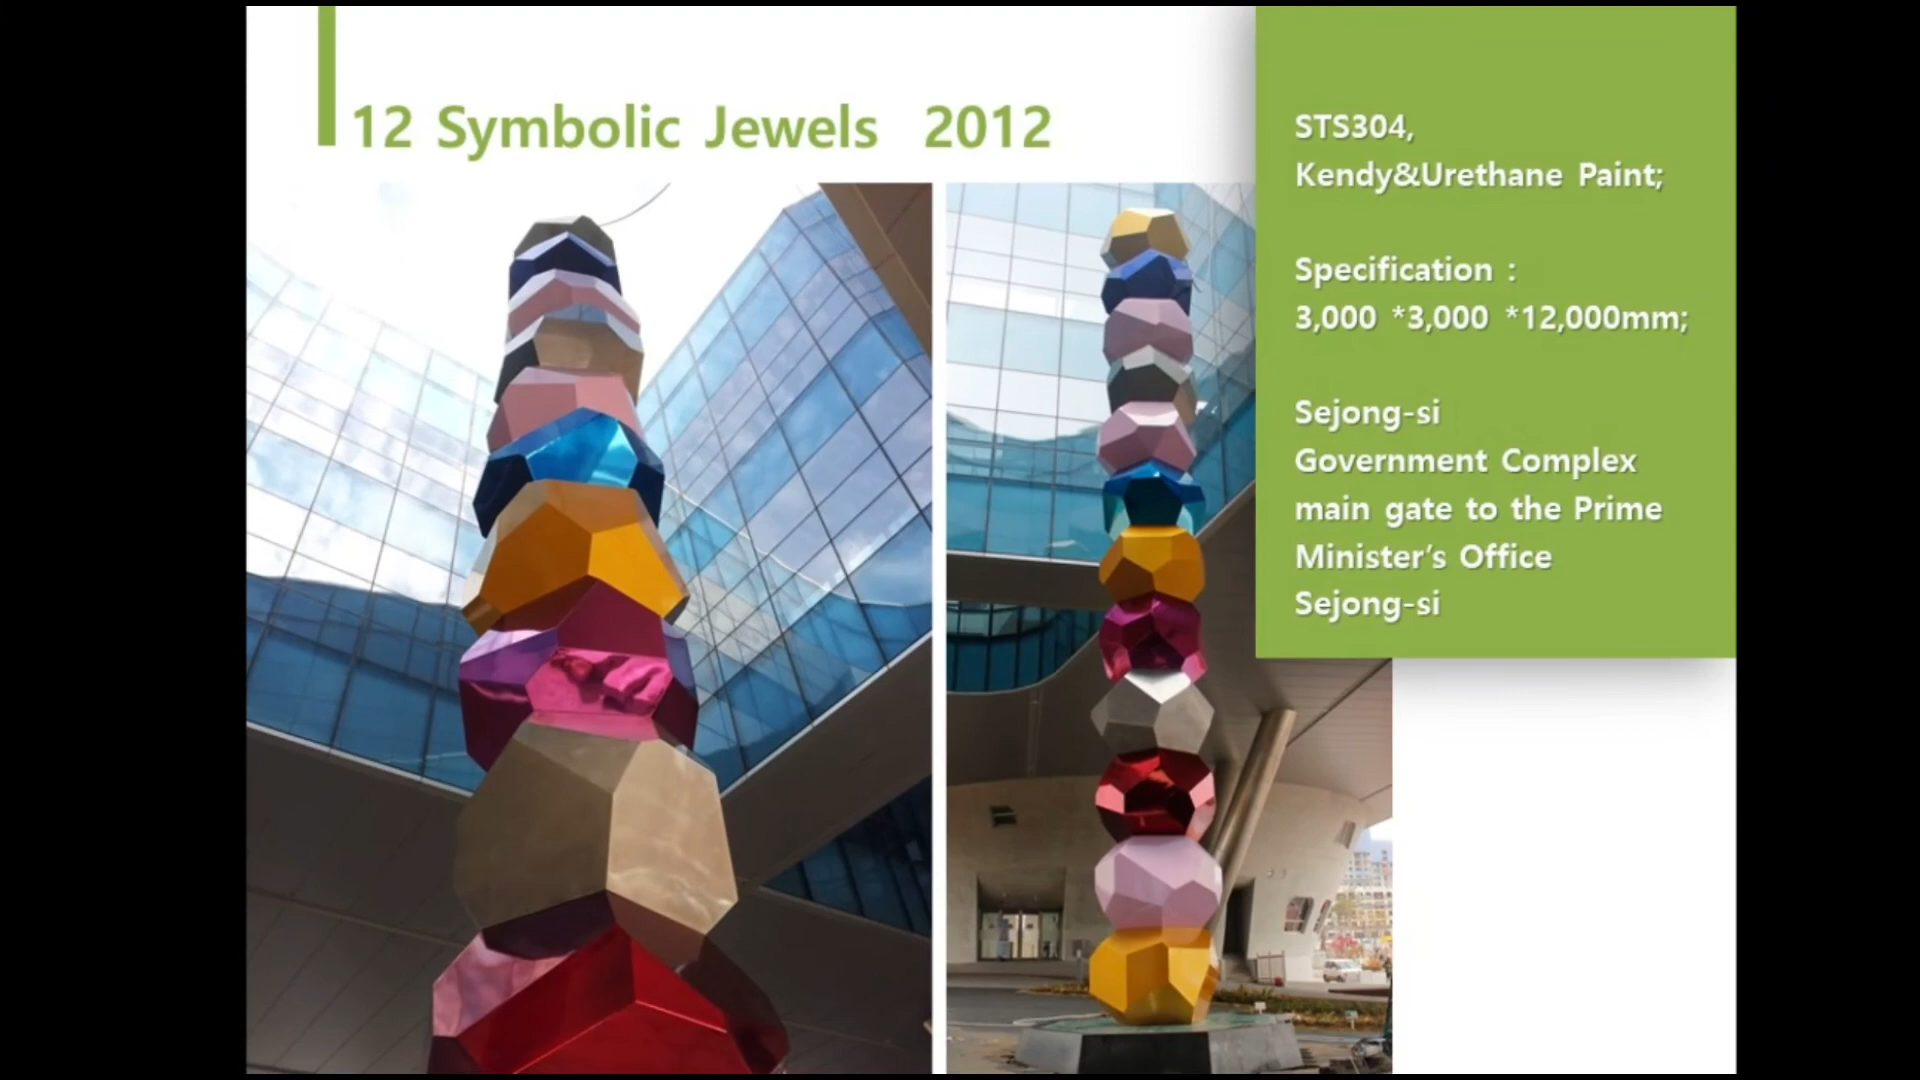 12 Symbolic Jewels 2012
STS304,
Kendy&Urethane Paint;
Specification :
3,000 *3,000 *12,000mm;
Sejong-si
Government Complex
main gate to the Prime
Minister's Office
Sejong-si